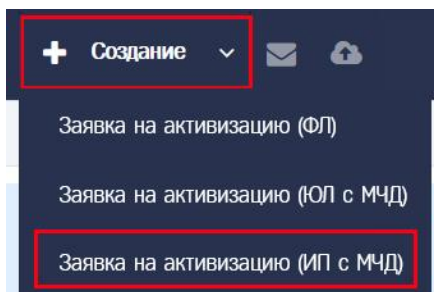 Создание
Заявка на активизацию (ФЛ)
Заявка на активизацию (ЮЛ с МЧД)
Заявка на активизацию (ИП с МЧД)